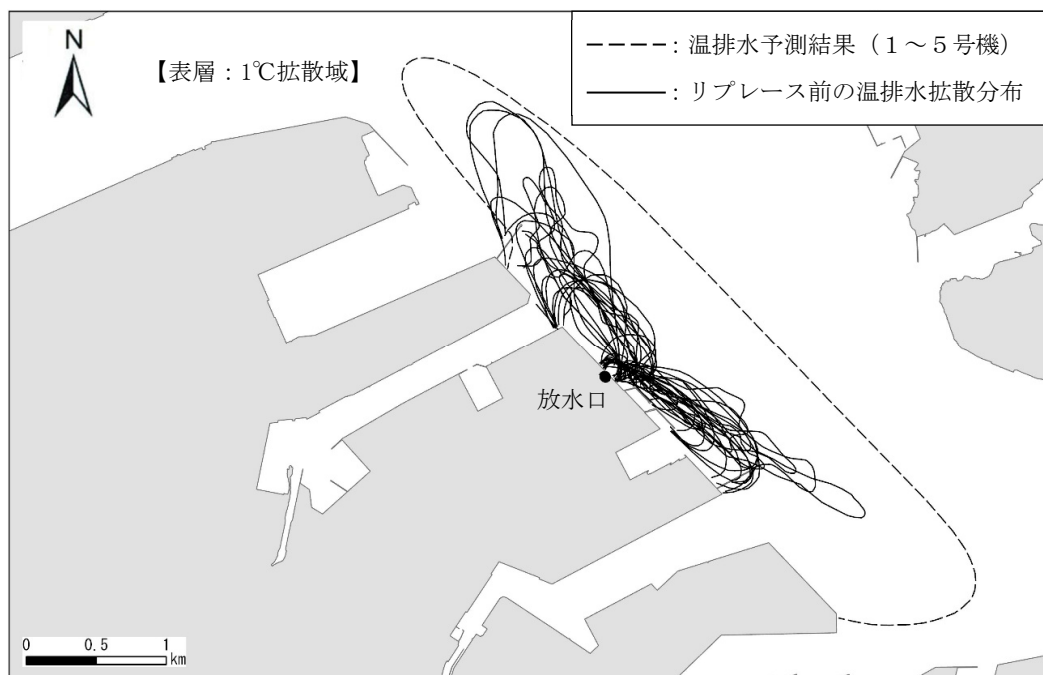 N
【表層：1℃拡散域】
：温排水予測結果（１～５号機）
：リプレース前の温排水拡散分布
放水口
0 0.5 1
km